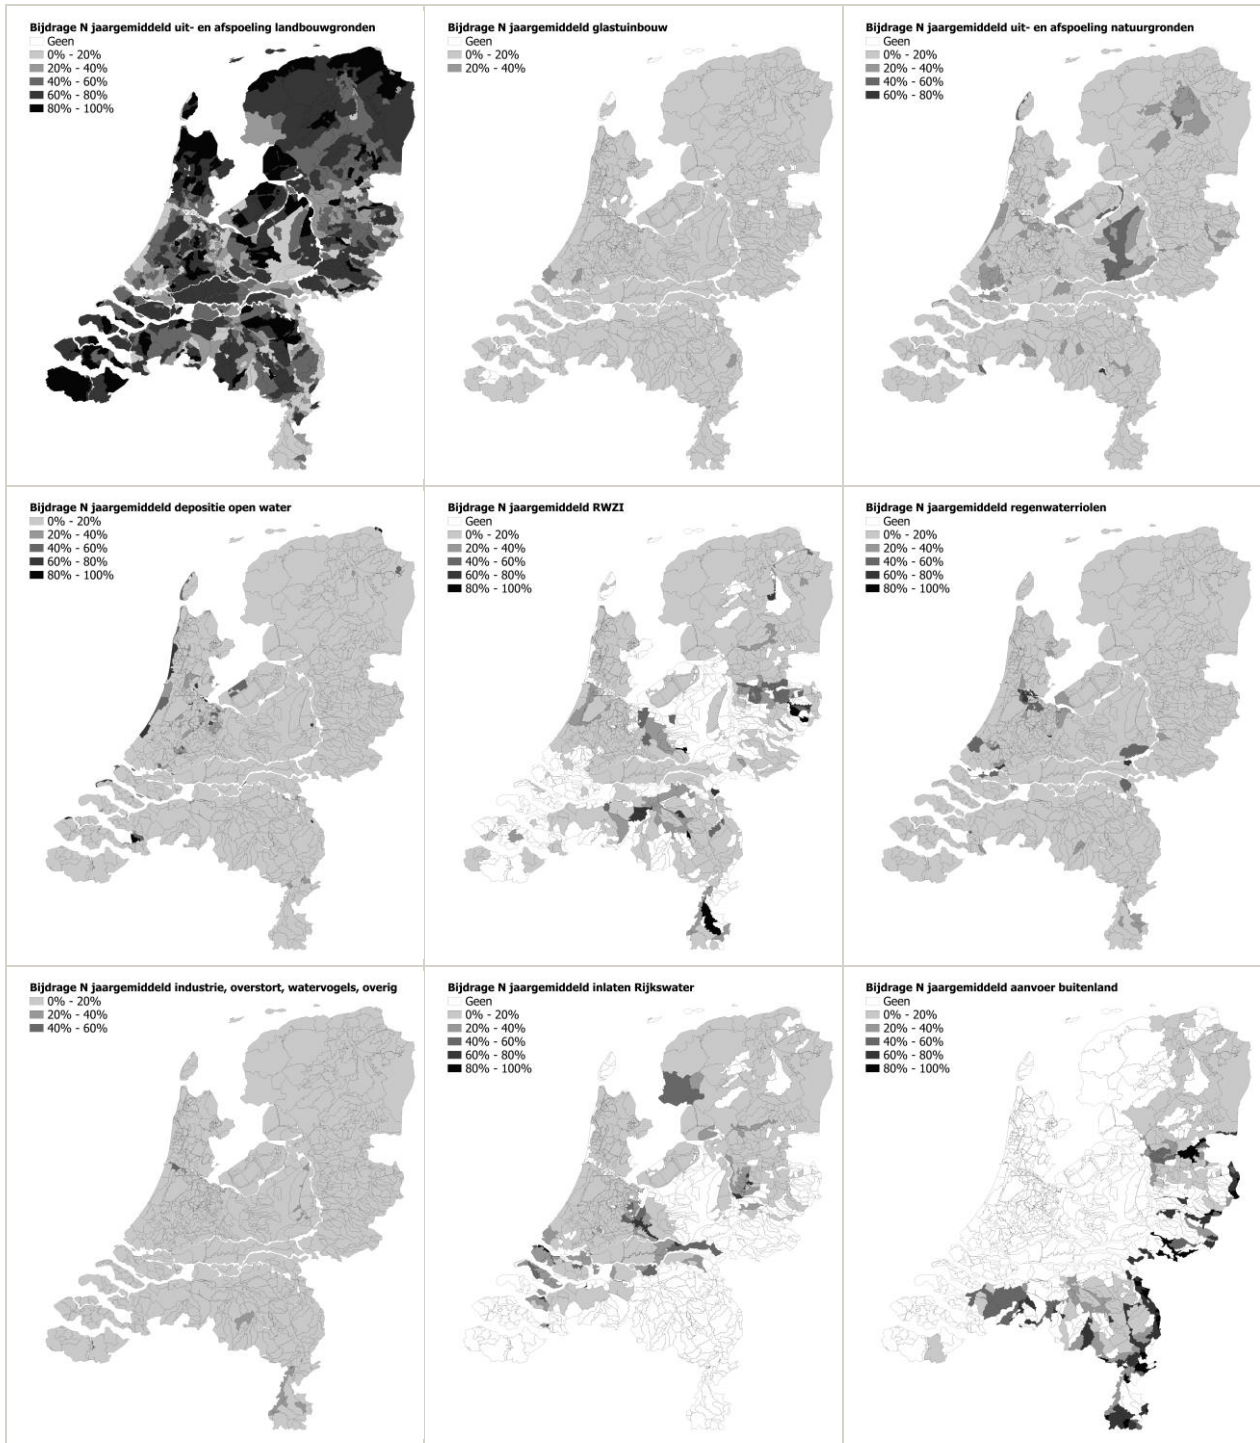 Bijdrage N jaargemiddeld uit- en afspoeling landbouwgronden
Geen
0% - 20%
20% - 40%
40% - 60%
60% - 80%
80% - 100%
Bijdrage N jaargemiddeld glastuinbouw
Geen
0% - 20%
20% - 40%
Bijdrage N jaargemiddeld uit- en afspoeling natuurgronden
Geen
0% - 20%
20% - 40%
40% - 60%
60% - 80%
Bijdrage N jaargemiddeld depositie open water
0% - 20%
20% - 40%
40% - 60%
60% - 80%
80% - 100%
Bijdrage N jaargemiddeld RWZI
Geen
0% - 20%
20% - 40%
40% - 60%
60% - 80%
80% - 100%
Bijdrage N jaargemiddeld regenwaterriolen
Geen
0% - 20%
20% - 40%
40% - 60%
60% - 80%
80% - 100%
Bijdrage N jaargemiddeld industrie, overstort, watervogels, overig
0% - 20%
20% - 40%
40% - 60%
Bijdrage N jaargemiddeld inlaten Rijkswater
Geen
0% - 20%
20% - 40%
40% - 60%
60% - 80%
80% - 100%
Bijdrage N jaargemiddeld aanvoer buitenland
Geen
0% - 20%
20% - 40%
40% - 60%
60% - 80%
80% - 100%